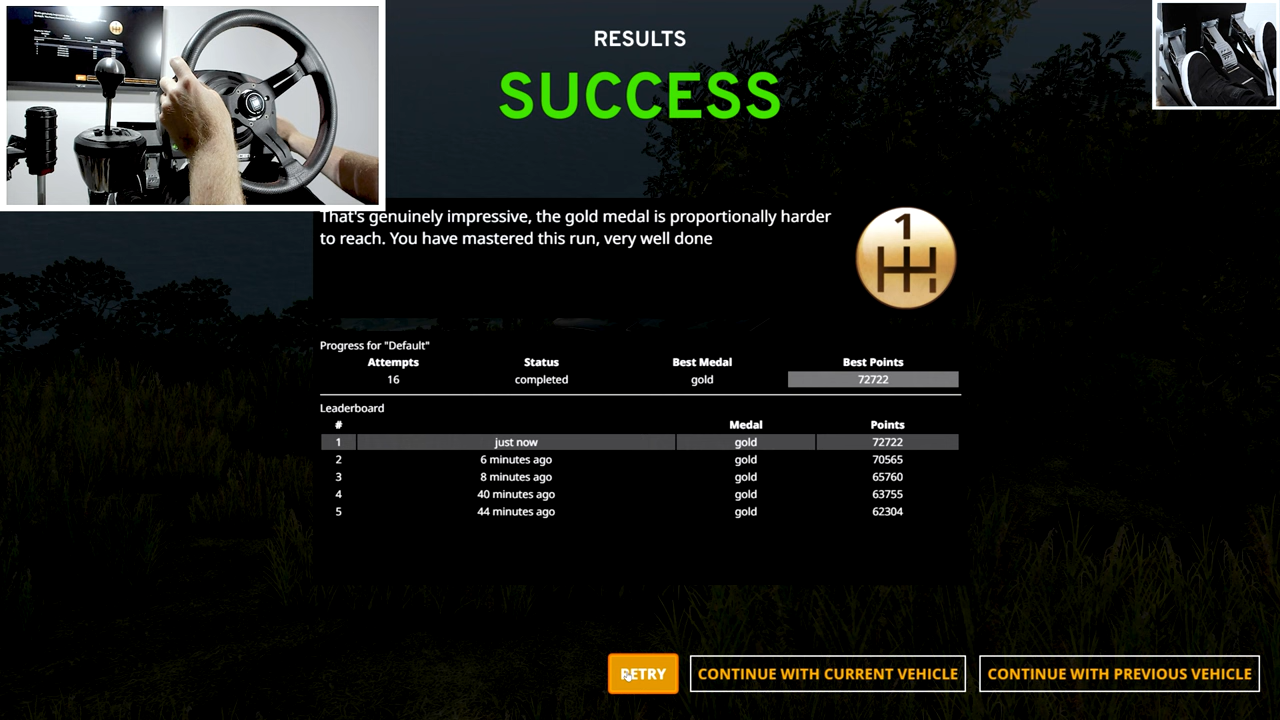 RESULTS
SUCCESS
That's genuinely impressive, the gold medal is proportionally harder
to reach. You have mastered this run, very well done
1
Progress for "Default"
Attempts Status Best Medal Best Points
16 completed gold 72722
Leaderboard
# Medal Points
1 just now gold 72722
2 6 minutes ago gold 70565
3 8 minutes ago gold 65760
4 40 minutes ago gold 63755
5 44 minutes ago gold 62304
RETRY CONTINUE WITH CURRENT VEHICLE CONTINUE WITH PREVIOUS VEHICLE